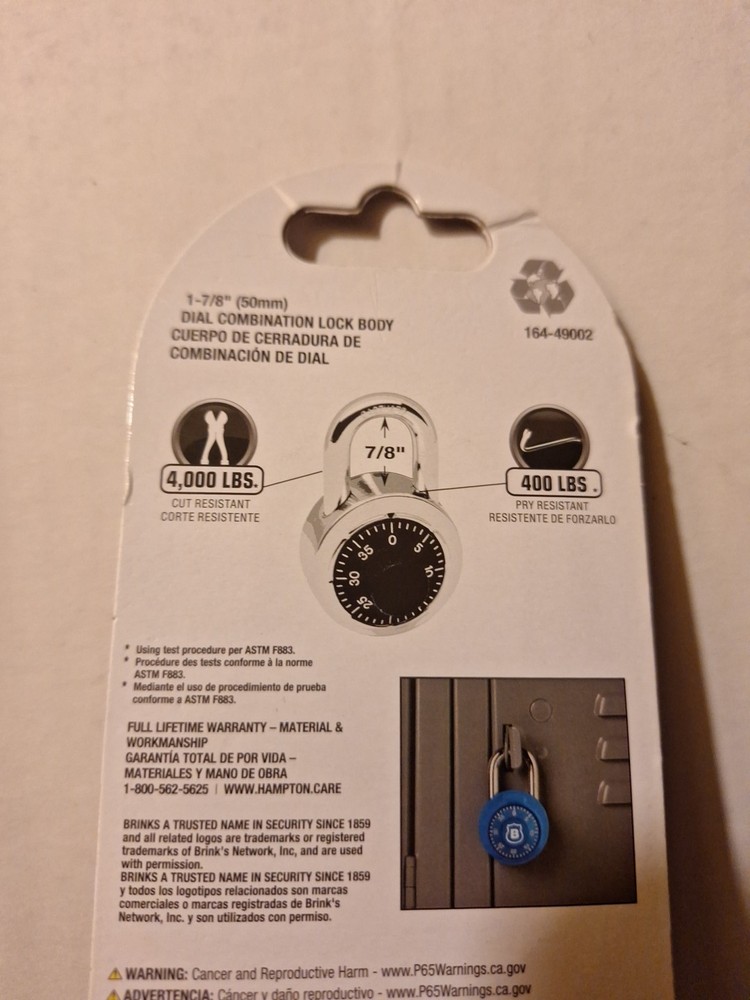 1-7/8" (50mm)
DIAL COMBINATION LOCK BODY
CUERPO DE CERRADURA DE
COMBINACIÓN DE DIAL
164-49002
7/8"
4,000 LBS.
CUT RESISTANT
CORTE RESISTENTE
400 LBS.
PRY RESISTANT
RESISTENTE DE FORZARLO
0
5
10
25
30
35
* Using test procedure per ASTM F883.
* Procédure des tests conforme à la norme
ASTM F883.
* Mediante el uso de procedimiento de prueba
conforme a ASTM F883.
FULL LIFETIME WARRANTY – MATERIAL &
WORKMANSHIP
GARANTÍA TOTAL DE POR VIDA –
MATERIALES Y MANO DE OBRA
1-800-562-5625 | WWW.HAMPTON.CARE
B
BRINKS A TRUSTED NAME IN SECURITY SINCE 1859
and all related logos are trademarks or registered
trademarks of Brink's Network, Inc, and are used
with permission.
BRINKS A TRUSTED NAME IN SECURITY SINCE 1859
y todos los logotipos relacionados son marcas
comerciales o marcas registradas de Brink's
Network, Inc. y son utilizados con permiso.
WARNING: Cancer and Reproductive Harm - www.P65Warnings.ca.gov
ADVERTENCIA: Cáncer y daño reproductivo - www.P65Warnings.ca.gov